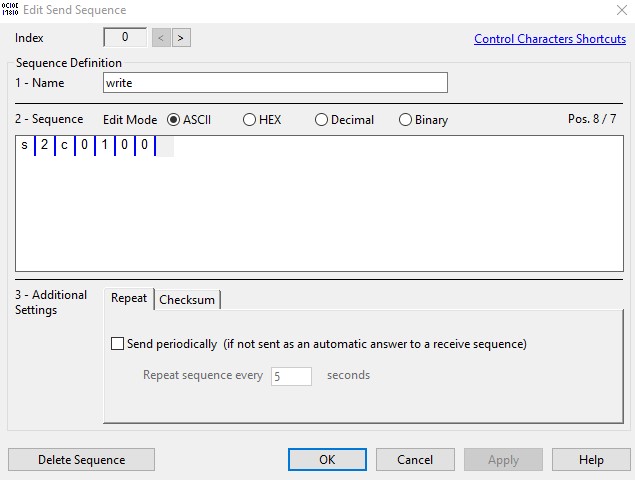 Edit Send Sequence
Index 0 < > Control Characters Shortcuts
Sequence Definition
1 - Name write
2 - Sequence Edit Mode ASCII HEX Decimal Binary Pos. 8 / 7
s 2 c 0 1 0 0
3 - Additional Settings
Repeat Checksum
Send periodically (if not sent as an automatic answer to a receive sequence)
Repeat sequence every 5 seconds
Delete Sequence OK Cancel Apply Help